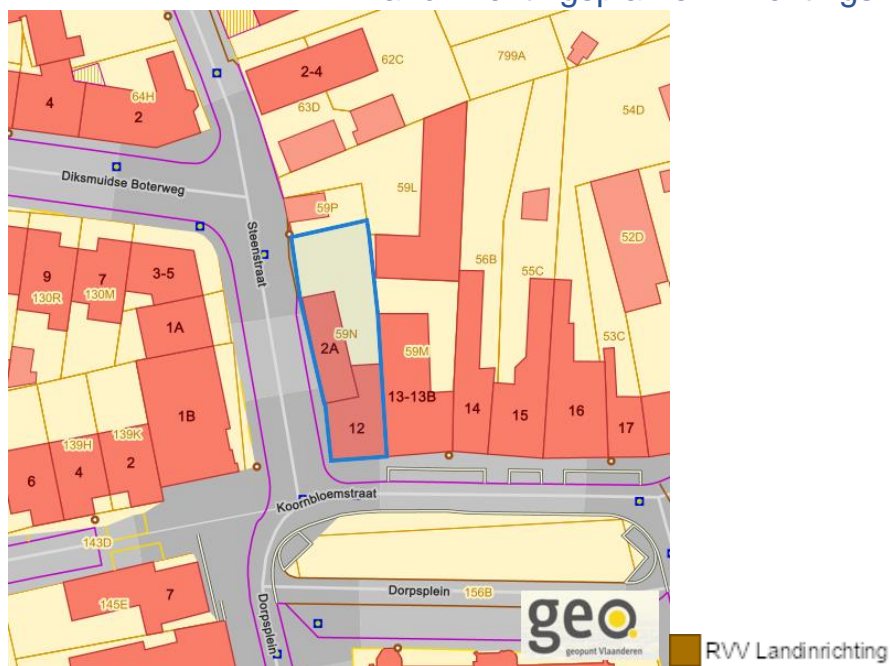 2-4
62C
799A
4
64H
2
63D
54D
Diksmuidse Boterweg
59L
59P
Steenstraat
52D
9
130R
7
130M
3-5
56B
55C
1A
59N
2A
59M
53C
1B
13-13B
14
15
16
17
12
139H
139K
6
4
2
Koornbloemstraat
143D
Dorpsplein
156B
145E
7
Dorpsplein
geo
geopunt Vlaanderen
RVV Landinrichting